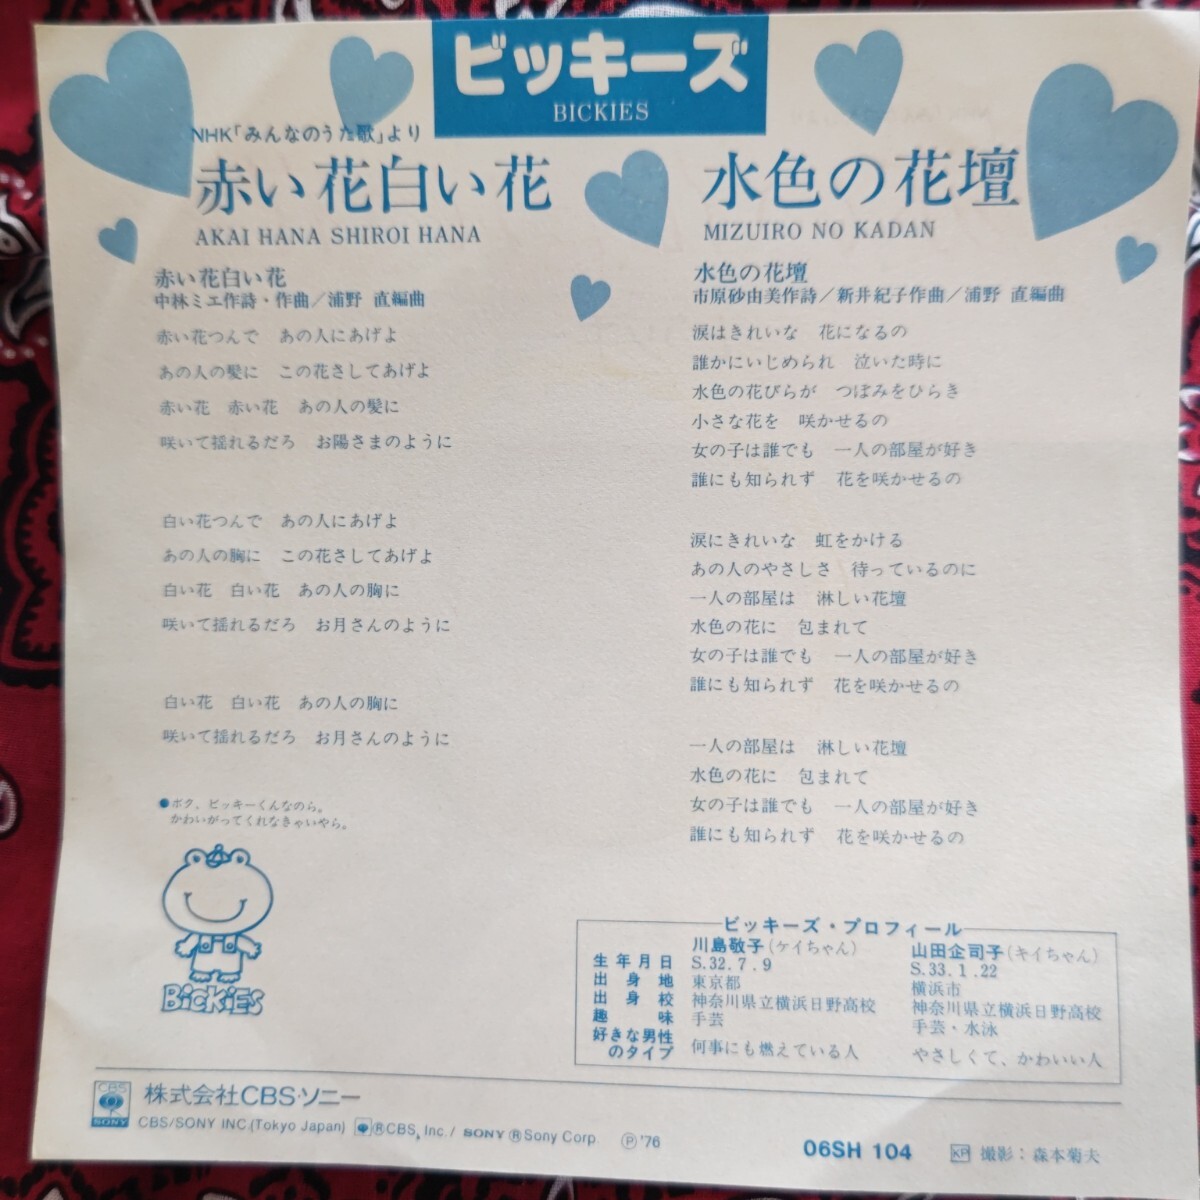 ビッキーズ
BICKIES
NHK「みんなのうた歌」より
赤い花白い花
AKAI HANA SHIROI HANA
赤い花白い花
中林ミエ作詩・作曲／浦野 直編曲
赤い花つんで　あの人にあげよ
あの人の髪に　この花さしてあげよ
赤い花　赤い花　あの人の髪に
咲いて揺れるだろ　お陽さまのように
白い花つんで　あの人にあげよ
あの人の胸に　この花さしてあげよ
白い花　白い花　あの人の胸に
咲いて揺れるだろ　お月さんのように
白い花　白い花　あの人の胸に
咲いて揺れるだろ　お月さんのように
●ボク、ビッキーくんなのら。
かわいがってくれなきゃいやら。
BiCKiES
水色の花壇
MIZUIRO NO KADAN
水色の花壇
市原砂由美作詩／新井紀子作曲／浦野 直編曲
涙はきれいな　花になるの
誰かにいじめられ　泣いた時に
水色の花びらが　つぼみをひらき
小さな花を　咲かせるの
女の子は誰でも　一人の部屋が好き
誰にも知られず　花を咲かせるの
涙にきれいな　虹をかける
あの人のやさしさ　待っているのに
一人の部屋は　淋しい花壇
水色の花に　包まれて
女の子は誰でも　一人の部屋が好き
誰にも知られず　花を咲かせるの
一人の部屋は　淋しい花壇
水色の花に　包まれて
女の子は誰でも　一人の部屋が好き
誰にも知られず　花を咲かせるの
ビッキーズ・プロフィール
川島敬子(ケイちゃん)　山田企司子(キイちゃん)
生年月日　S.32.7.9　S.33.1.22
出身地　東京都　横浜市
出身校　神奈川県立横浜日野高校　神奈川県立横浜日野高校
趣味　手芸　手芸・水泳
好きな男性のタイプ　何事にも燃えている人　やさしくて、かわいい人
CBS SONY 株式会社CBS・ソニー
CBS/SONY INC.(Tokyo Japan) ⓇCBS, Inc./ SONY ⓇSony Corp. Ⓟ'76
06SH 104 KP 撮影：森本菊夫